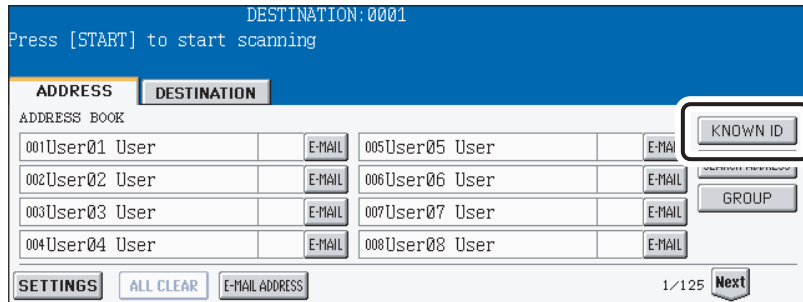 DESTINATION:0001
Press [START] to start scanning
ADDRESS DESTINATION
ADDRESS BOOK
KNOWN ID
001User01 User E-MAIL 005User05 User
002User02 User E-MAIL 006User06 User E-MAIL
GROUP
003User03 User E-MAIL 007User07 User E-MAIL
004User04 User E-MAIL 008User08 User E-MAIL
SETTINGS ALL CLEAR E-MAIL ADDRESS 1/125 Next